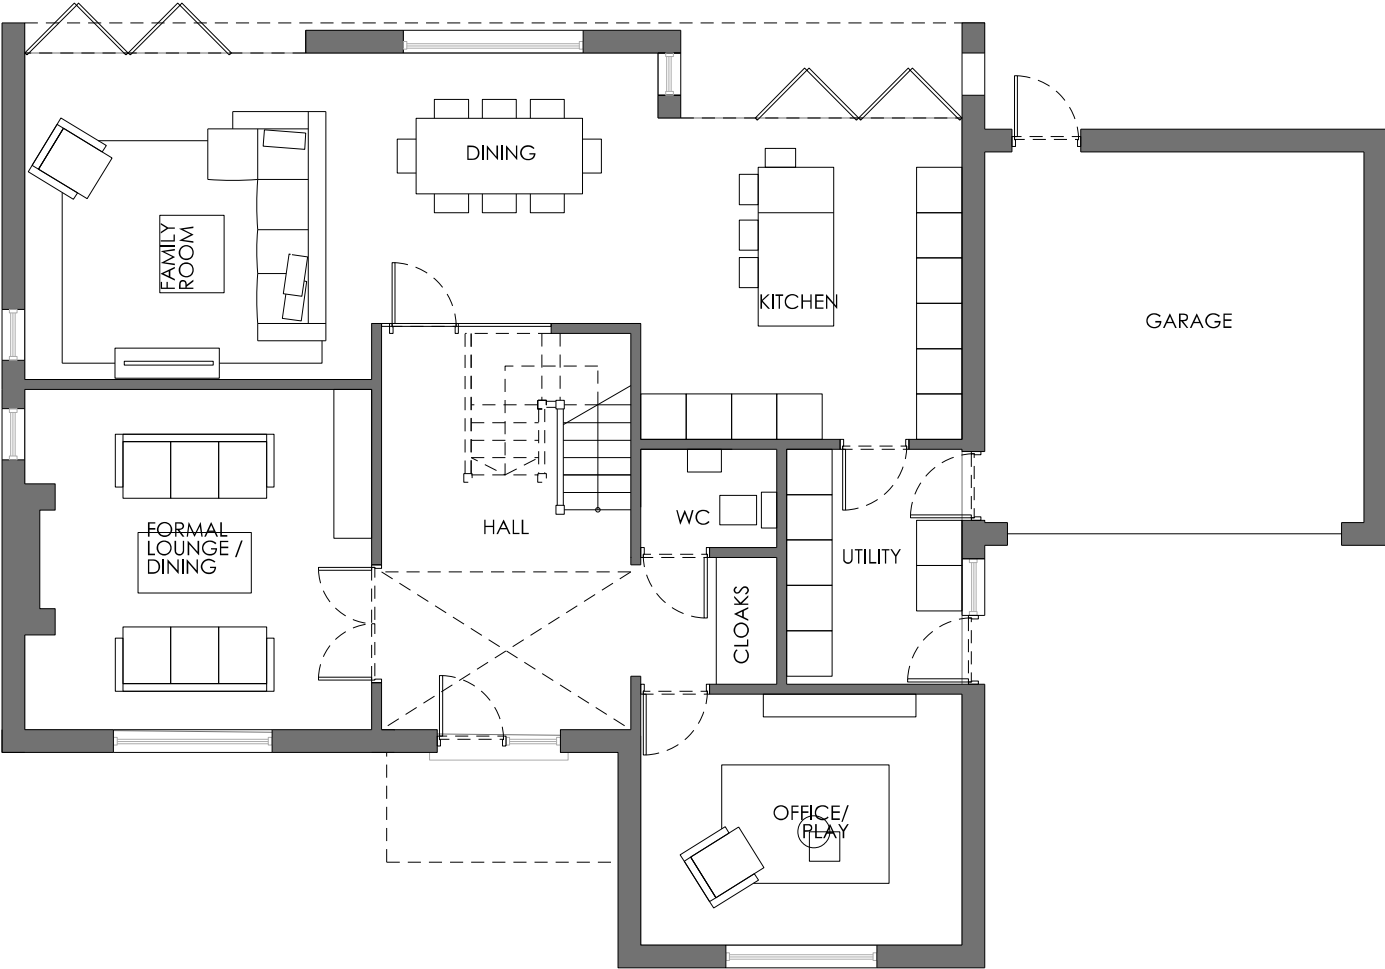 DINING
FAMILY
ROOM
KITCHEN
GARAGE
FORMAL
LOUNGE /
DINING
HALL
WC
UTILITY
CLOAKS
OFFICE/
PLAY